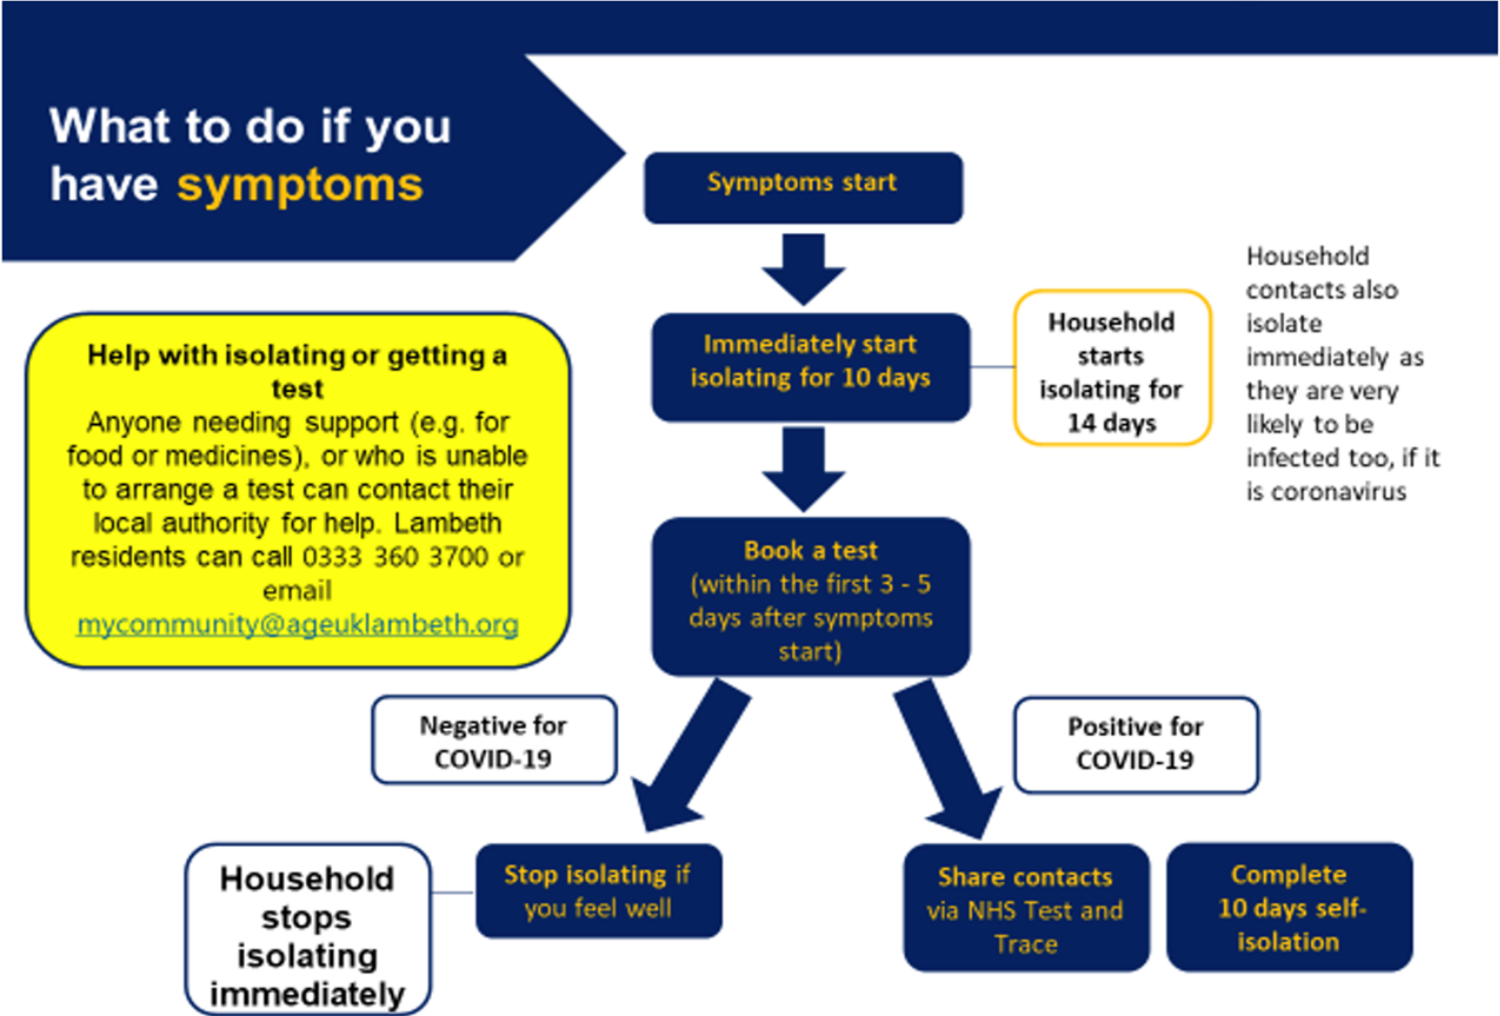 What to do if you
have symptoms
Symptoms start
Immediately start
isolating for 10 days
Household
starts
isolating for
14 days
Household
contacts also
isolate
immediately as
they are very
likely to be
infected too, if it
is coronavirus
Help with isolating or getting a
test
Anyone needing support (e.g. for
food or medicines), or who is unable
to arrange a test can contact their
local authority for help. Lambeth
residents can call 0333 360 3700 or
email
mycommunity@ageuklambeth.org
Book a test
(within the first 3 - 5
days after symptoms
start)
Negative for
COVID-19
Positive for
COVID-19
Household
stops
isolating
immediately
Stop isolating if
you feel well
Share contacts
via NHS Test and
Trace
Complete
10 days self-
isolation